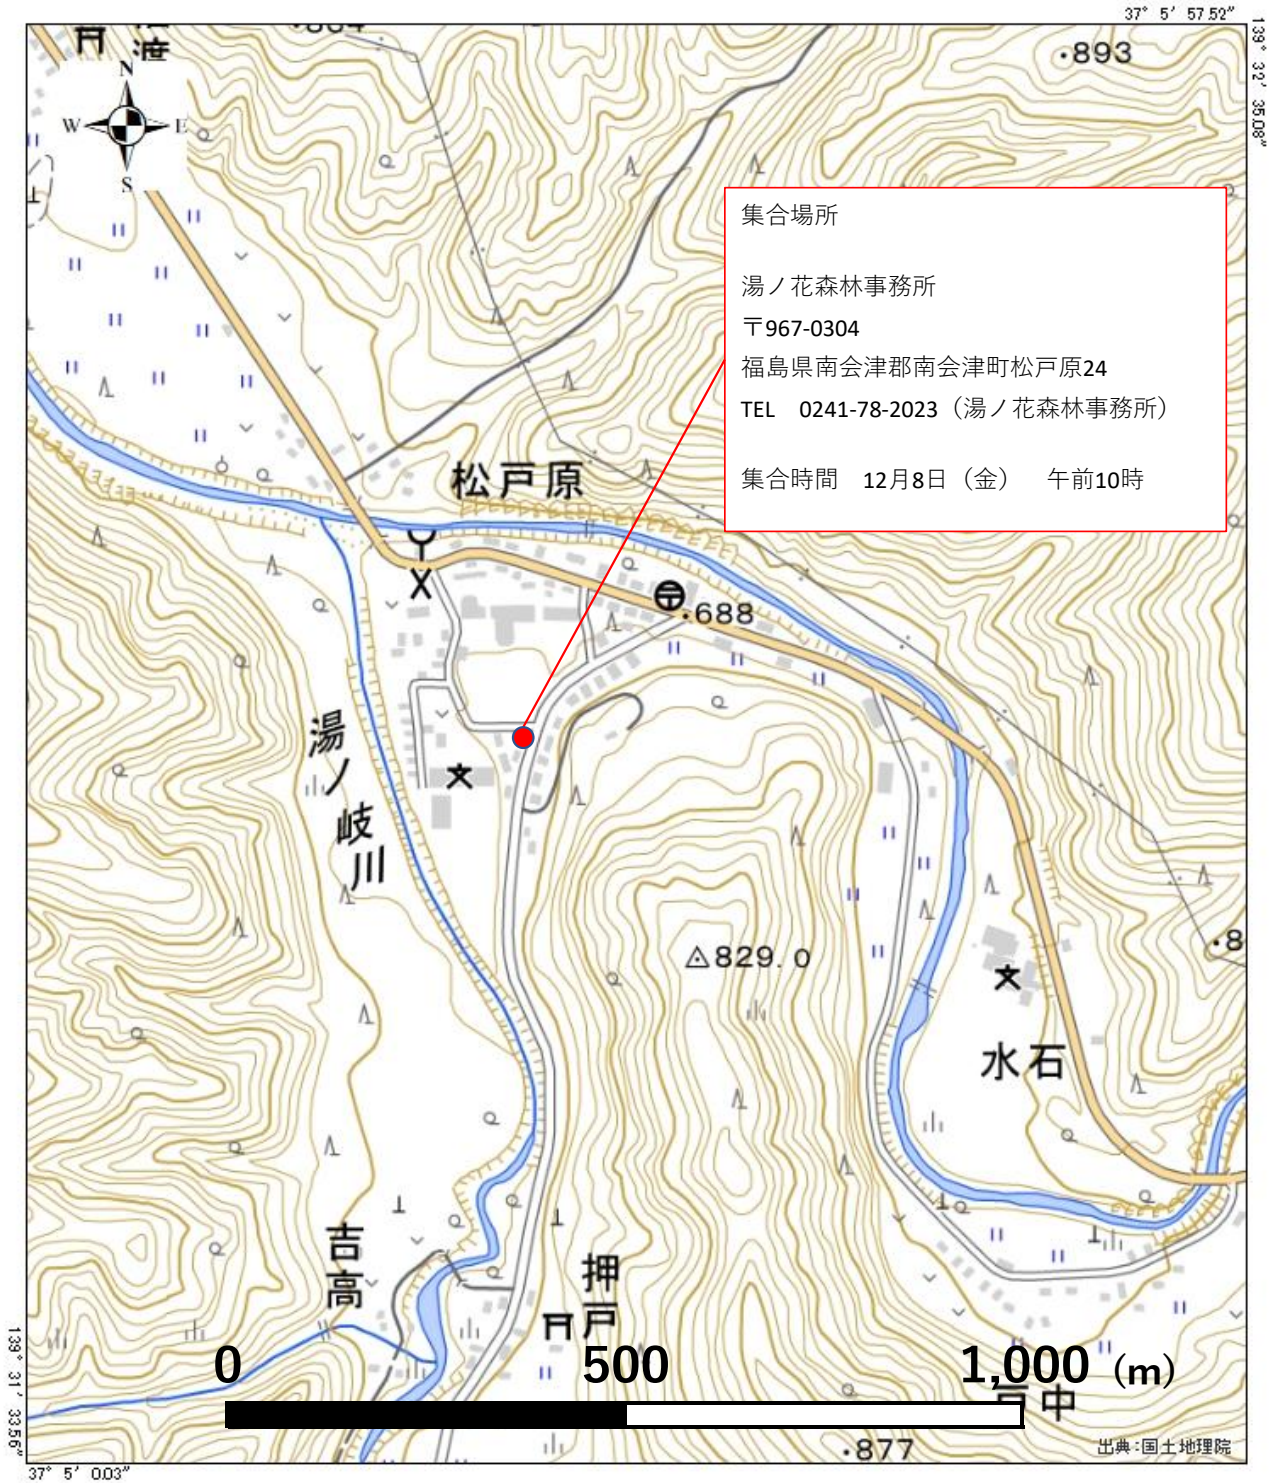 37° 5′ 57.52″
139° 32′ 35.08″
・893
N
W E
S
集合場所
湯ノ花森林事務所
〒967-0304
福島県南会津郡南会津町松戸原24
TEL　0241-78-2023（湯ノ花森林事務所）
集合時間　12月8日（金）　午前10時
松戸原
・688
湯ノ岐川
829.0
・8
水石
吉高
押戸
0 500 1,000 (m)
中
・877
出典：国土地理院
139° 31′ 33.56″
37° 5′ 0.03″